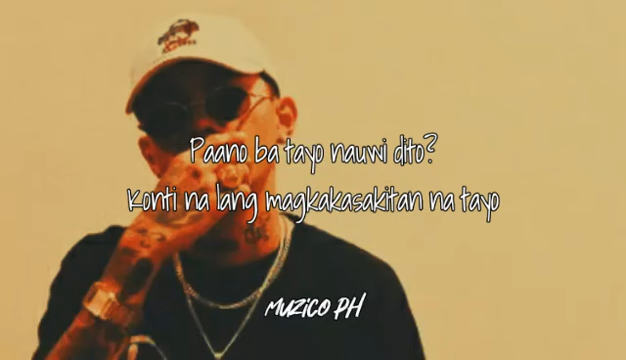 Paano ba tayo nauwi dito?
Konti na lang magkakasakitan na tayo
MUZICO PH